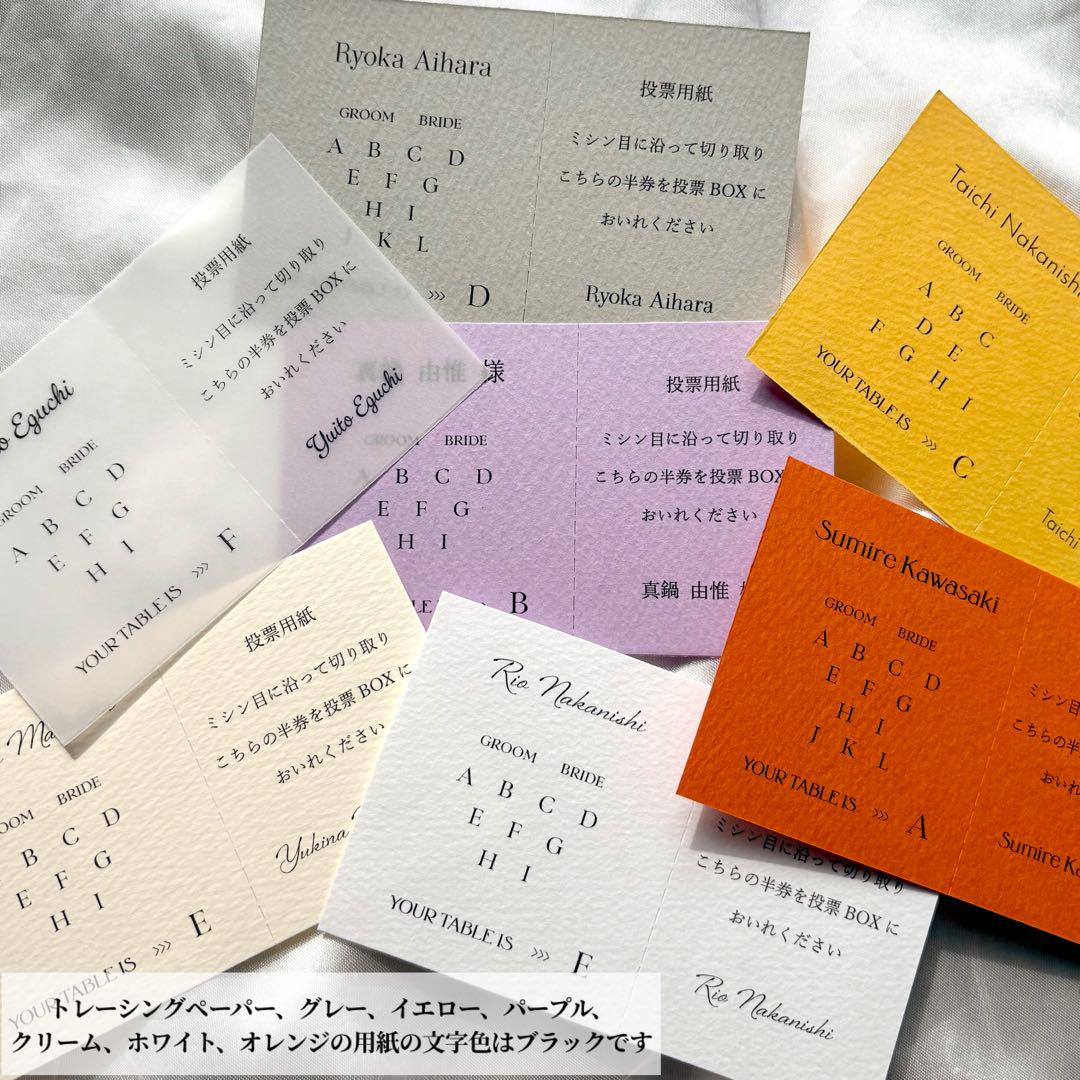 Ryoka Aihara
GROOM BRIDE
A B C D
E F G
H I
K L
>>> D
投票用紙
ミシン目に沿って切り取り
こちらの半券を投票BOXに
おいれください
Ryoka Aihara
Taichi Nakanishi
GROOM BRIDE
A B C
D E
F G H I
YOUR TABLE IS >>> C
Taichi
Eguchi
GROOM BRIDE
A B C D
E F G
H I
YOUR TABLE IS >>> F
投票用紙
ミシン目に沿って切り取り
こちらの半券を投票BOXに
おいれください
Yuito Eguchi
真鍋 由惟 様
GROOM BRIDE
A B C D
E F G
H I
>>> B
投票用紙
ミシン目に沿って切り取り
こちらの半券を投票BOX
おいれください
真鍋 由惟
Sumire Kawasaki
GROOM BRIDE
A B C D
E F G
H I
J K L
YOUR TABLE IS >>> A
ミシン目
こちらの半
おいれ
Sumire Ka
BRIDE
B C D
E F G
H I
YOUR TABLE IS >>> E
投票用紙
ミシン目に沿って切り取り
こちらの半券を投票BOXに
おいれください
Yukina
Rio Nakanishi
GROOM BRIDE
A B C D
E F G
H I
YOUR TABLE IS >>> E
ミシン目に沿って切り取り
こちらの半券を投票BOXに
おいれください
Rio Nakanishi
トレーシングペーパー、グレー、イエロー、パープル、
クリーム、ホワイト、オレンジの用紙の文字色はブラックです